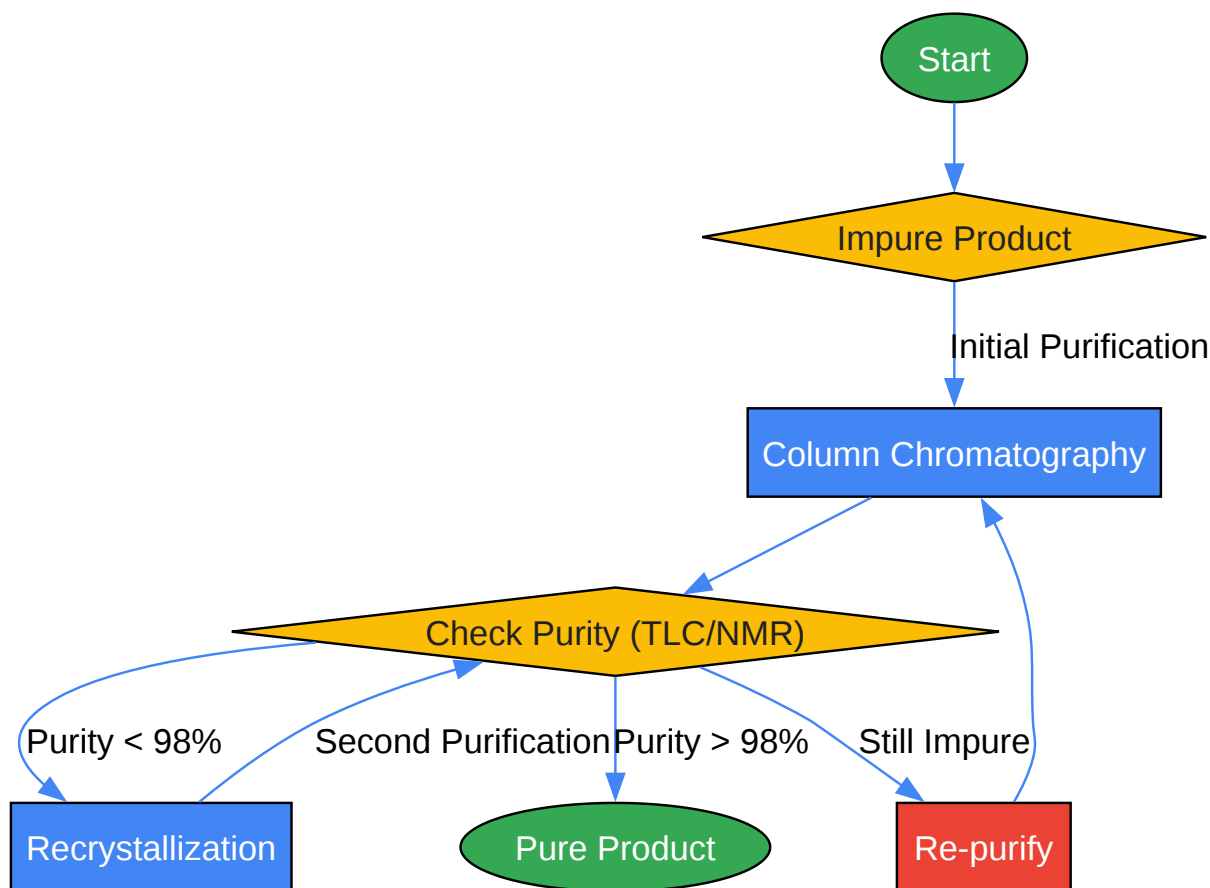 Start
Impure Product
Initial Purification
Column Chromatography
Check Purity (TLC/NMR)
Purity < 98%
Second Purification
Purity > 98%
Still Impure
Recrystallization
Pure Product
Re-purify